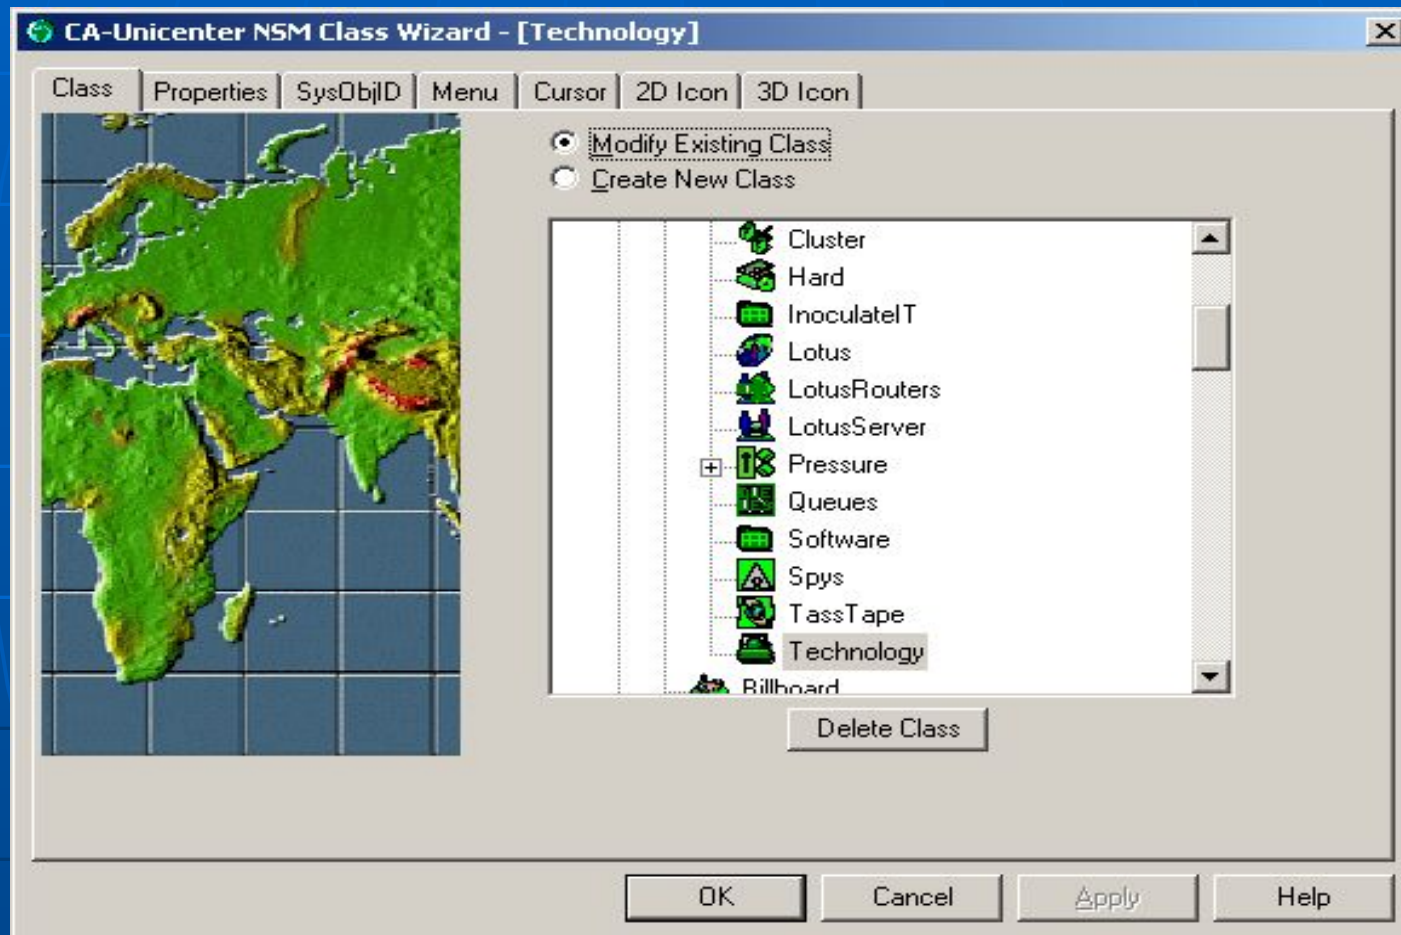 CA-Unicenter NSM Class Wizard - [Technology]
Class Properties SysObjID Menu Cursor 2D Icon 3D Icon
Modify Existing Class
Create New Class
Cluster
Hard
InoculateIT
Lotus
LotusRouters
LotusServer
Pressure
Queues
Software
Spys
TassTape
Technology
Billboard
Delete Class
OK Cancel Apply Help